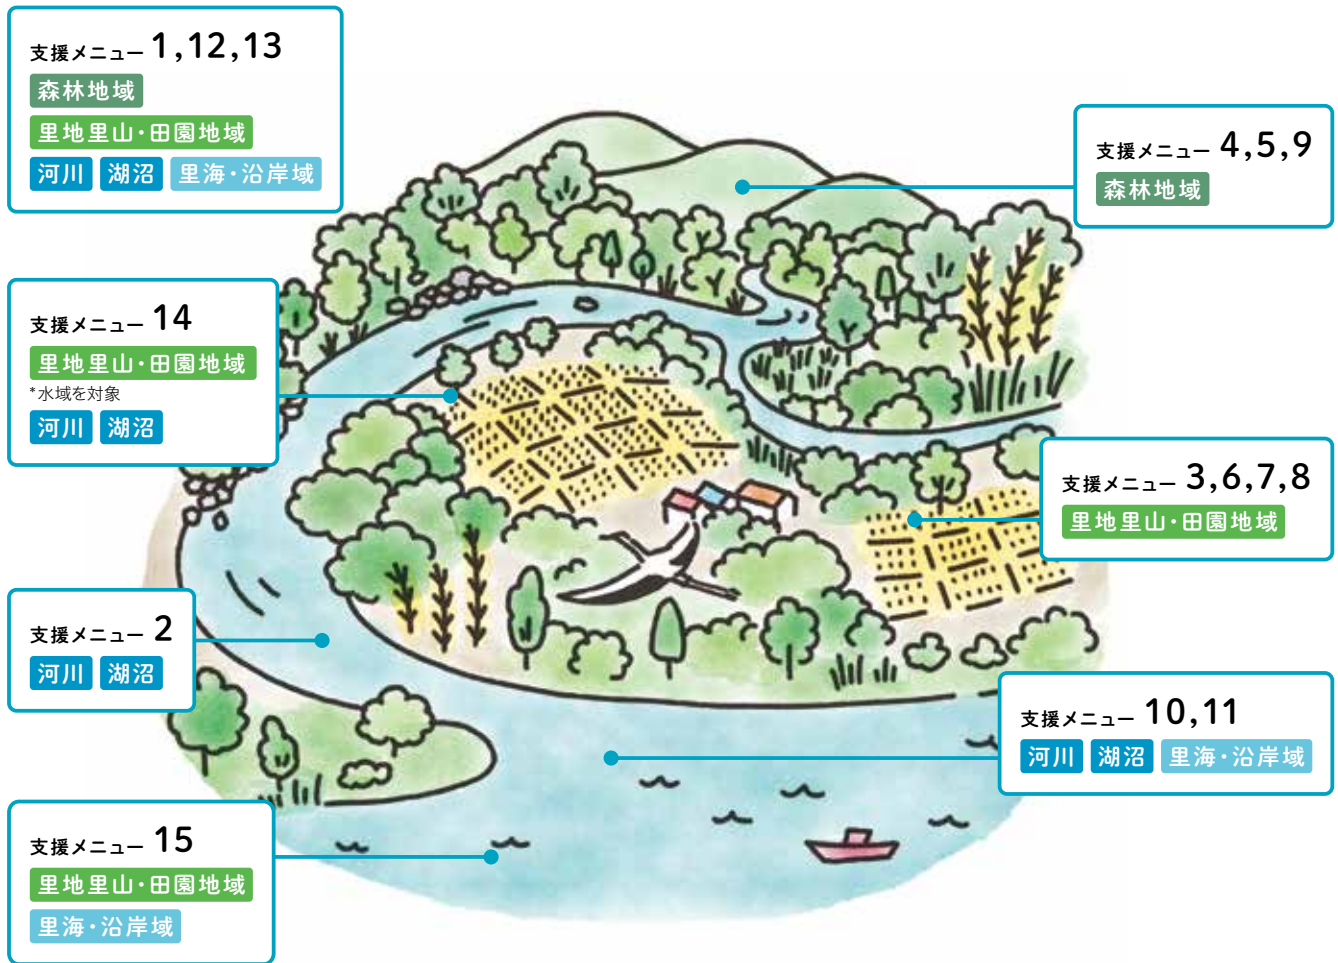 支援メニュー 1,12,13
森林地域
里地里山・田園地域
河川 湖沼 里海・沿岸域
支援メニュー 14
里地里山・田園地域
*水域を対象
河川 湖沼
支援メニュー 2
河川 湖沼
支援メニュー 15
里地里山・田園地域
里海・沿岸域
支援メニュー 4,5,9
森林地域
支援メニュー 3,6,7,8
里地里山・田園地域
支援メニュー 10,11
河川 湖沼 里海・沿岸域